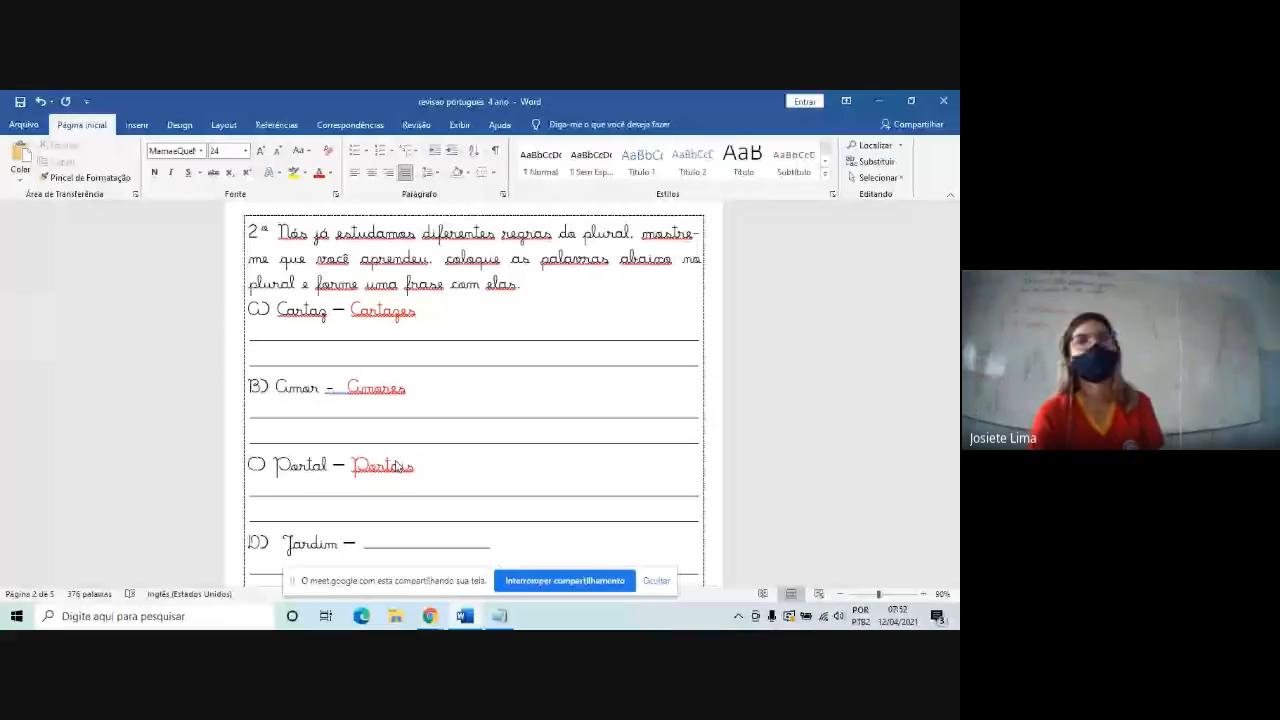 revisao português 4 ano - Word
Entrar
Arquivo Página Inicial Inserir Design Layout Referências Correspondências Revisão Exibir Ajuda Diga-me o que você deseja fazer Compartilhar
Colar
Pincel de Formatação
Área de Transferência
24
N I S abc
Fonte
Parágrafo
AaBbCcDc AaBbCcDc AaBbCc AaBbCcC AaB AaBbCcD
¶ Normal ¶ Sem Esp... Título 1 Título 2 Título Subtítulo
Estilos
Localizar
Substituir
Selecionar
Editando
2ª Nós já estudamos diferentes regras do plural, mostre-
me que você aprendeu, coloque as palavras abaixo no
plural e forme uma frase com elas.
A) Cartaz – Cartazes
B) Amor - Amores
C) Portal – Portais
D) Jardim –
O meet.google.com está compartilhando sua tela.
Interromper compartilhamento
Ocultar
Página 2 de 5 376 palavras Inglês (Estados Unidos)
90%
Digite aqui para pesquisar
POR
PTB2
07:52
12/04/2021
Josiete Lima